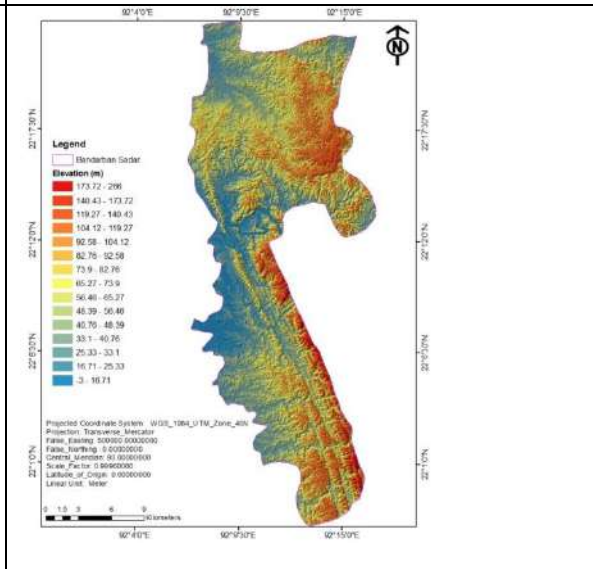 92°4'0"E 92°9'30"E 92°15'0"E
N
22°17'30"N 22°17'30"N
Legend
Bandarban Sadar
Elevation (m)
173.72 - 266
140.43 - 173.72
119.27 - 140.43
104.12 - 119.27
92.58 - 104.12
82.76 - 92.58
73.9 - 82.76
65.27 - 73.9
56.46 - 65.27
48.39 - 56.46
40.76 - 48.39
33.1 - 40.76
25.33 - 33.1
16.71 - 25.33
-3 - 16.71
22°12'0"N 22°12'0"N
22°6'30"N 22°6'30"N
Projected Coordinate System: WGS_1984_UTM_Zone_46N
Projection: Transverse_Mercator
False_Easting: 500000.00000000
False_Northing: 0.00000000
Central_Meridian: 93.00000000
Scale_Factor: 0.99960000
Latitude_of_Origin: 0.00000000
Linear Unit: Meter
22°1'0"N 22°1'0"N
0 1.5 3 6 9
Kilometers
92°4'0"E 92°9'30"E 92°15'0"E